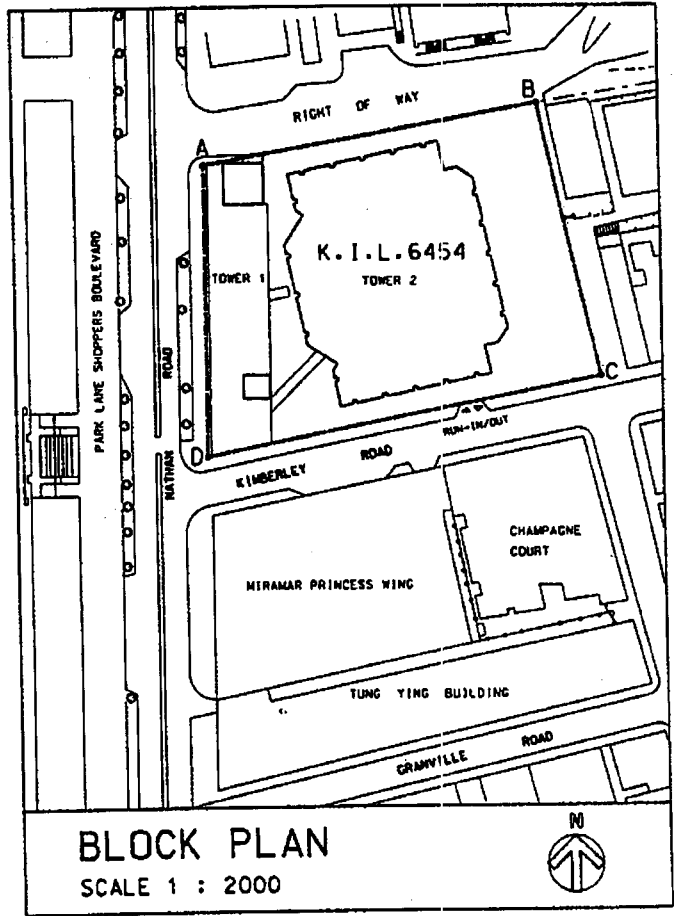 RIGHT OF WAY
B
A
K.I.L.6454
TOWER 1
TOWER 2
PARK LANE SHOPPERS BOULEVARD
NATHAN ROAD
C
RUN-IN/OUT
D
KIMBERLEY ROAD
CHAMPAGNE
COURT
MIRAMAR PRINCESS WING
TUNG YING BUILDING
GRANVILLE ROAD
BLOCK PLAN
SCALE 1 : 2000
N